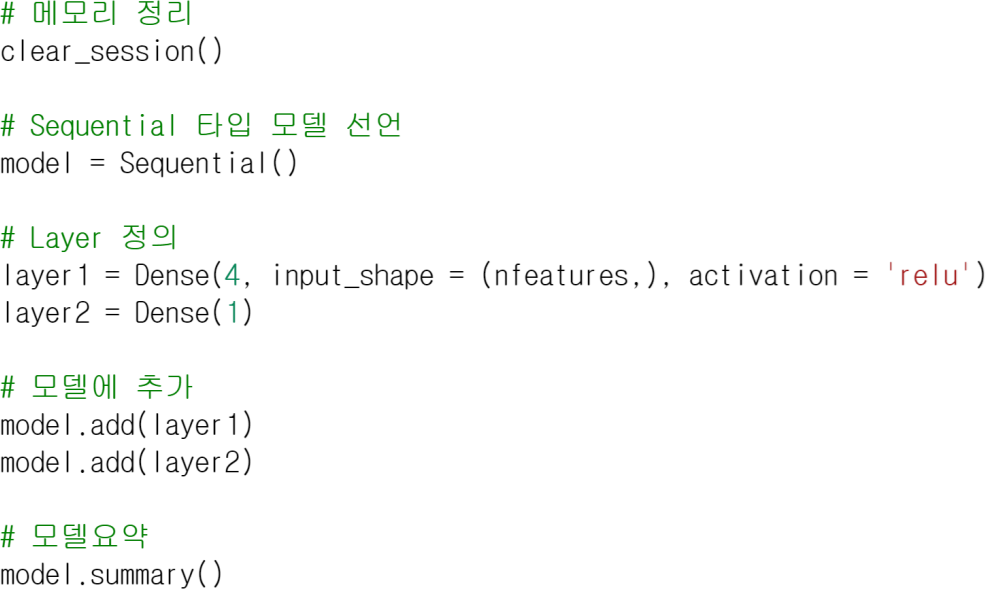 # 메모리 정리
clear_session()
# Sequential 타입 모델 선언
model = Sequential()
# Layer 정의
layer1 = Dense(4, input_shape = (nfeatures,), activation = 'relu')
layer2 = Dense(1)
# 모델에 추가
model.add(layer1)
model.add(layer2)
# 모델요약
model.summary()